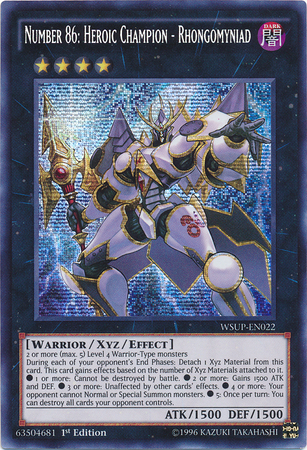 NUMBER 86: HEROIC CHAMPION - RHONGOMYNIAD
DARK
闇
86
WSUP-EN022
[WARRIOR / XYZ / EFFECT]
2 or more (max. 5) Level 4 Warrior-Type monsters
During each of your opponent's End Phases: Detach 1 Xyz Material from this
card. This card gains effects based on the number of Xyz Materials attached to it.
● 1 or more: Cannot be destroyed by battle. ● 2 or more: Gains 1500 ATK
and DEF. ● 3 or more: Unaffected by other cards' effects. ● 4 or more: Your
opponent cannot Normal or Special Summon monsters. ● 5: Once per turn: You
can destroy all cards your opponent controls.
ATK/1500 DEF/1500
63504681 1st Edition ©1996 KAZUKI TAKAHASHI